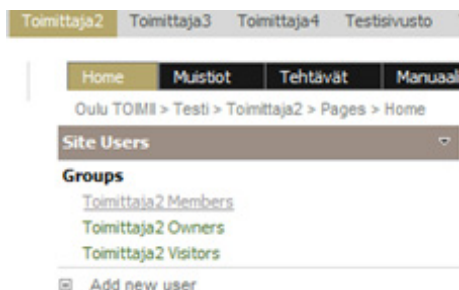 Toimittaja2 Toimittaja3 Toimittaja4 Testisivusto
Home Muistiot Tehtävät Manuaal
Oulu TOIMII > Testi > Toimittaja2 > Pages > Home
Site Users
Groups
Toimittaja2 Members
Toimittaja2 Owners
Toimittaja2 Visitors
Add new user